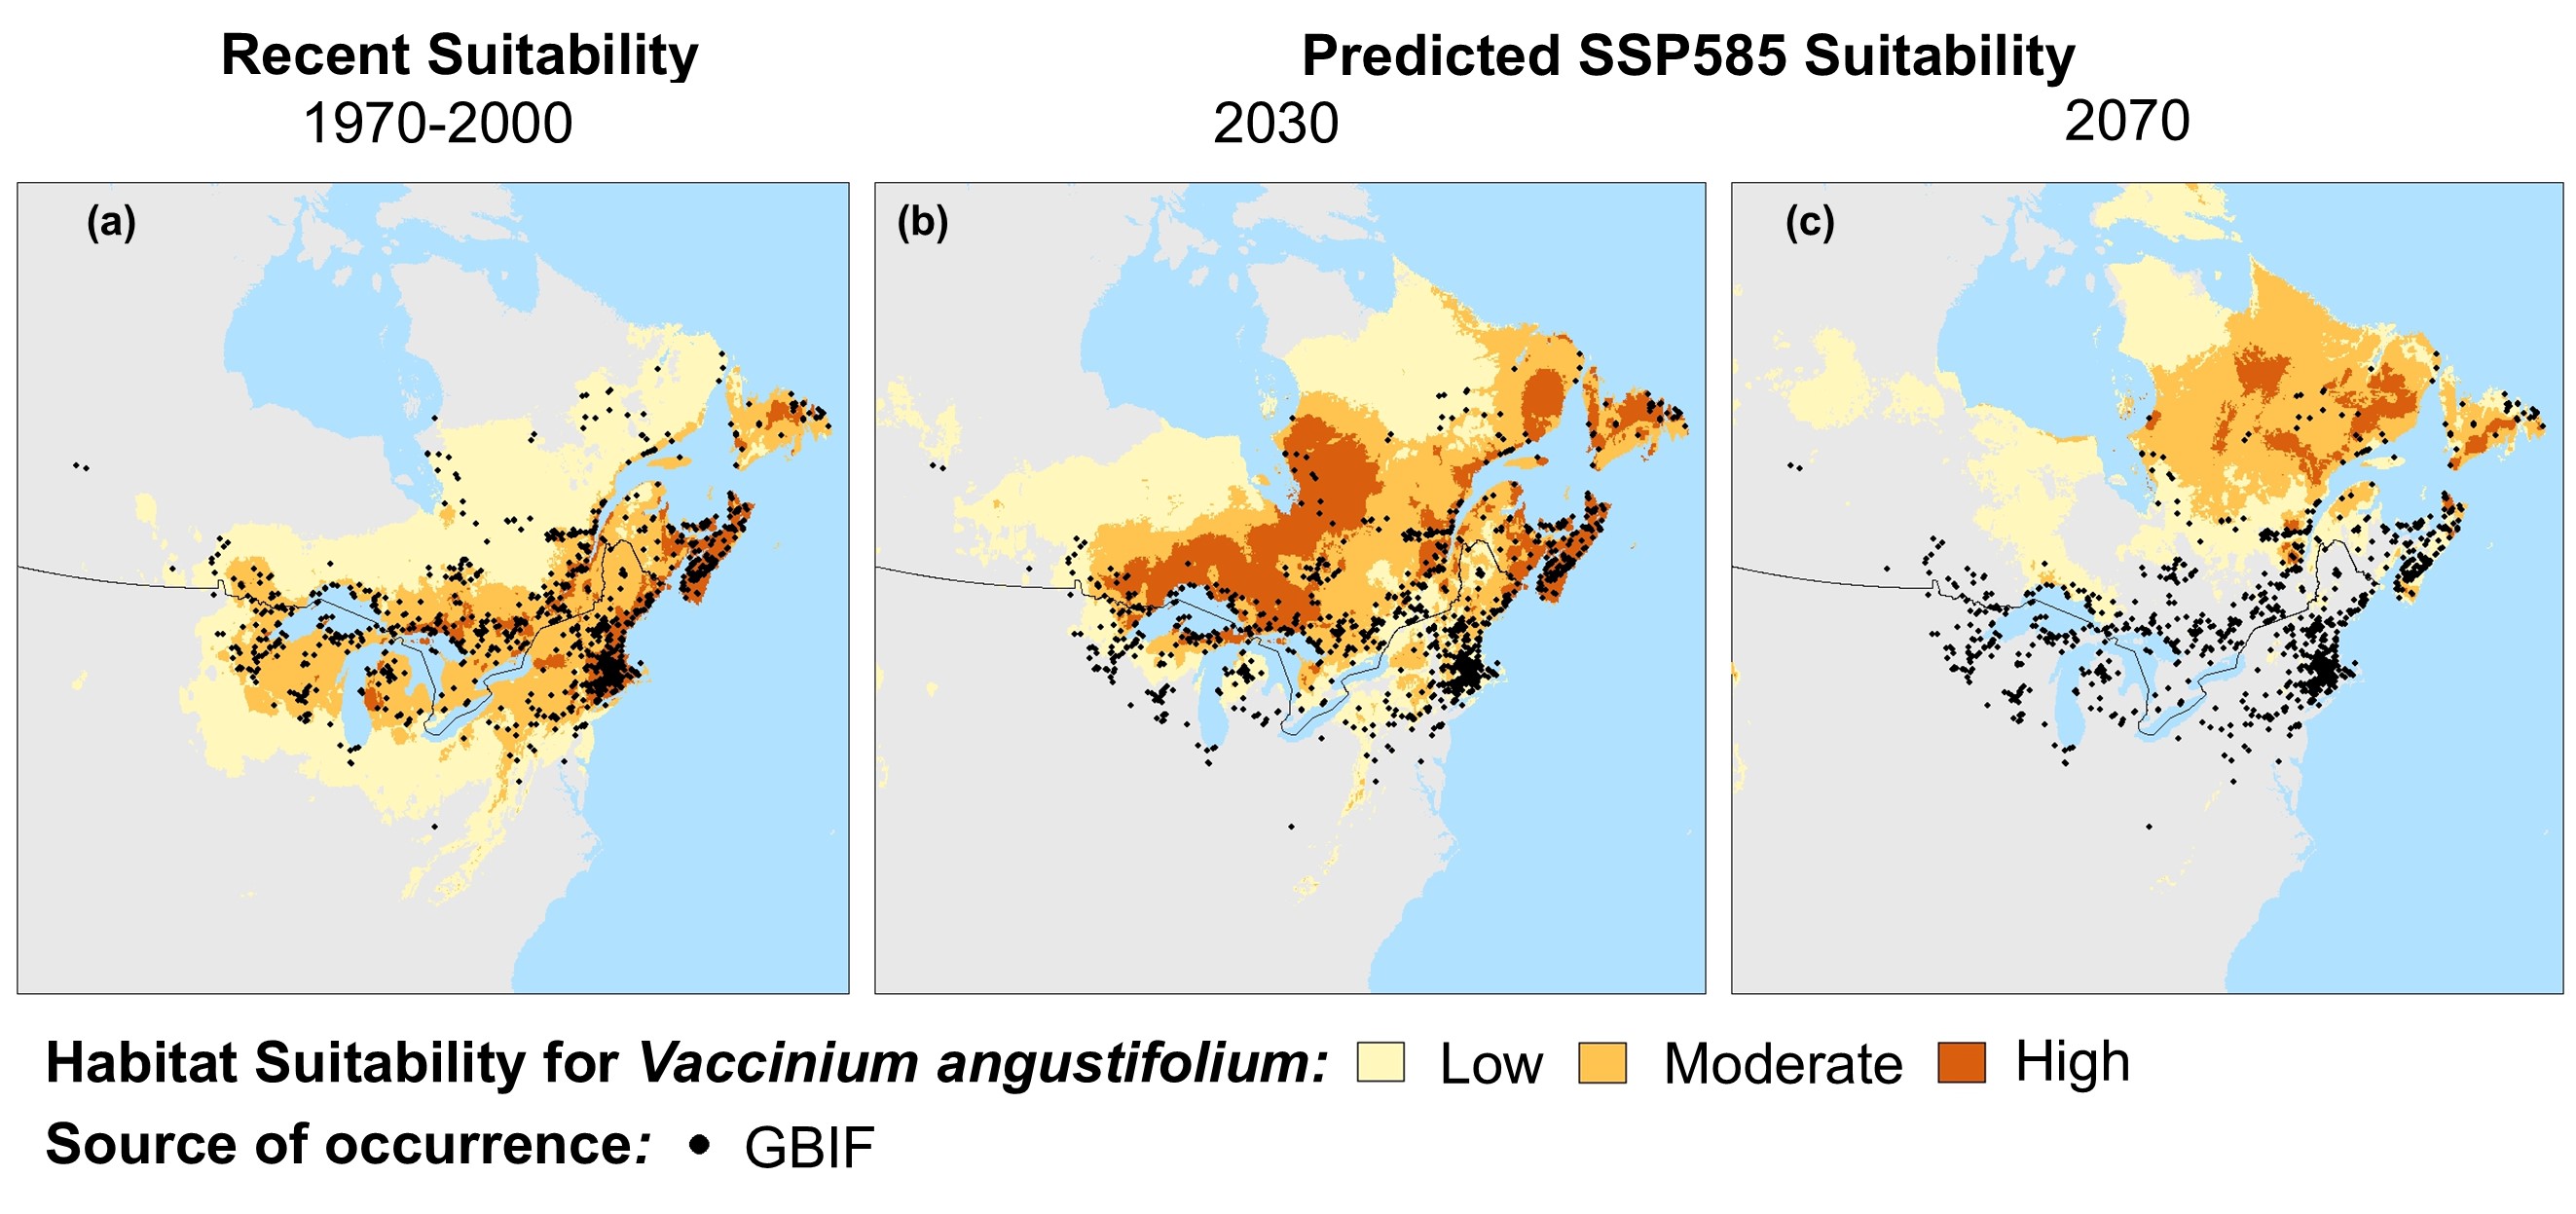 Recent Suitability
Predicted SSP585 Suitability
1970-2000
2030
2070
(a)
(b)
(c)
Habitat Suitability for Vaccinium angustifolium: Low Moderate High
Source of occurrence: • GBIF